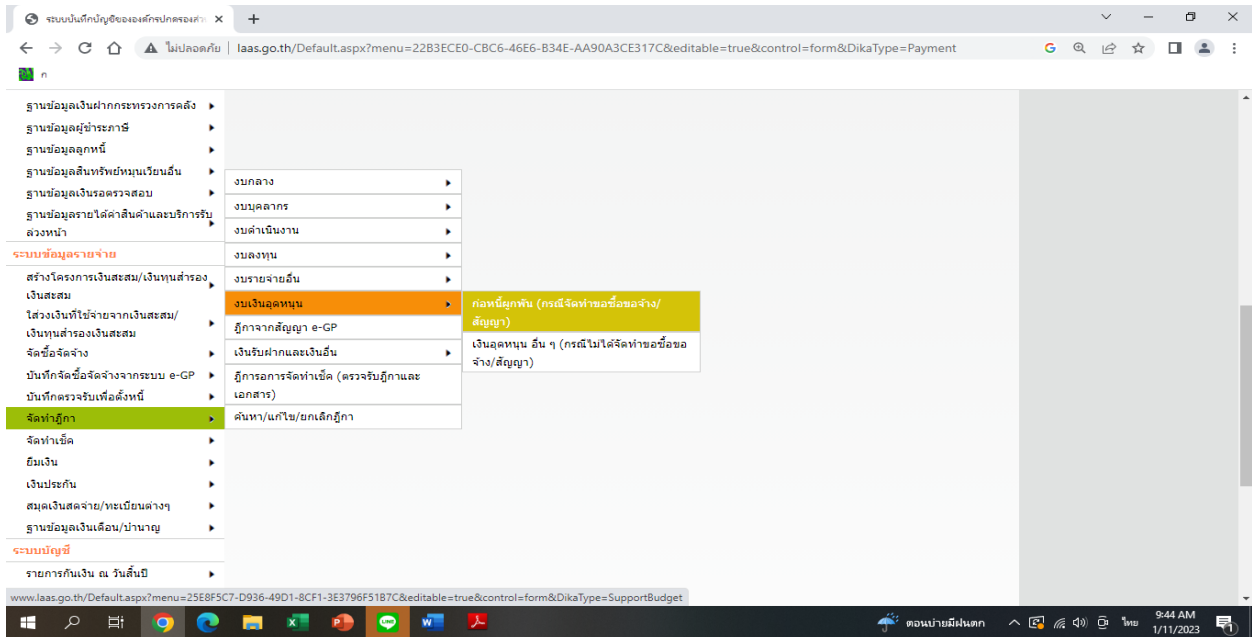 ระบบบันทึกบัญชีขององค์กรปกครองส่วน
ไม่ปลอดภัย | laas.go.th/Default.aspx?menu=22B3ECE0-CBC6-46E6-B34E-AA90A3CE317C&editable=true&control=form&DikaType=Payment
ก
ฐานข้อมูลเงินฝากกระทรวงการคลัง
ฐานข้อมูลผู้ชำระภาษี
ฐานข้อมูลลูกหนี้
ฐานข้อมูลสินทรัพย์หมุนเวียนอื่น
ฐานข้อมูลเงินรอตรวจสอบ
ฐานข้อมูลรายได้ค่าสินค้าและบริการรับ
ล่วงหน้า
ระบบข้อมูลรายจ่าย
สร้างโครงการเงินสะสม/เงินทุนสำรอง
เงินสะสม
ใส่วงเงินที่ใช้จ่ายจากเงินสะสม/
เงินทุนสำรองเงินสะสม
จัดซื้อจัดจ้าง
บันทึกจัดซื้อจัดจ้างจากระบบ e-GP
บันทึกตรวจรับเพื่อตั้งหนี้
จัดทำฎีกา
จัดทำเช็ค
ยืมเงิน
เงินประกัน
สมุดเงินสดจ่าย/ทะเบียนต่างๆ
ฐานข้อมูลเงินเดือน/บำนาญ
ระบบบัญชี
รายการกันเงิน ณ วันสิ้นปี
งบกลาง
งบบุคลากร
งบดำเนินงาน
งบลงทุน
งบรายจ่ายอื่น
งบเงินอุดหนุน
ฎีกาจากสัญญา e-GP
เงินรับฝากและเงินอื่น
ฎีการอการจัดทำเช็ค (ตรวจรับฎีกาและ
เอกสาร)
ค้นหา/แก้ไข/ยกเลิกฎีกา
ก่อหนี้ผูกพัน (กรณีจัดทำขอซื้อขอจ้าง/
สัญญา)
เงินอุดหนุน อื่น ๆ (กรณีไม่ได้จัดทำขอซื้อขอ
จ้าง/สัญญา)
www.laas.go.th/Default.aspx?menu=25E8F5C7-D936-49D1-8CF1-3E3796F51B7C&editable=true&control=form&DikaType=SupportBudget
ตอนบ่ายมีฝนตก
ไทย
9:44 AM
1/11/2023